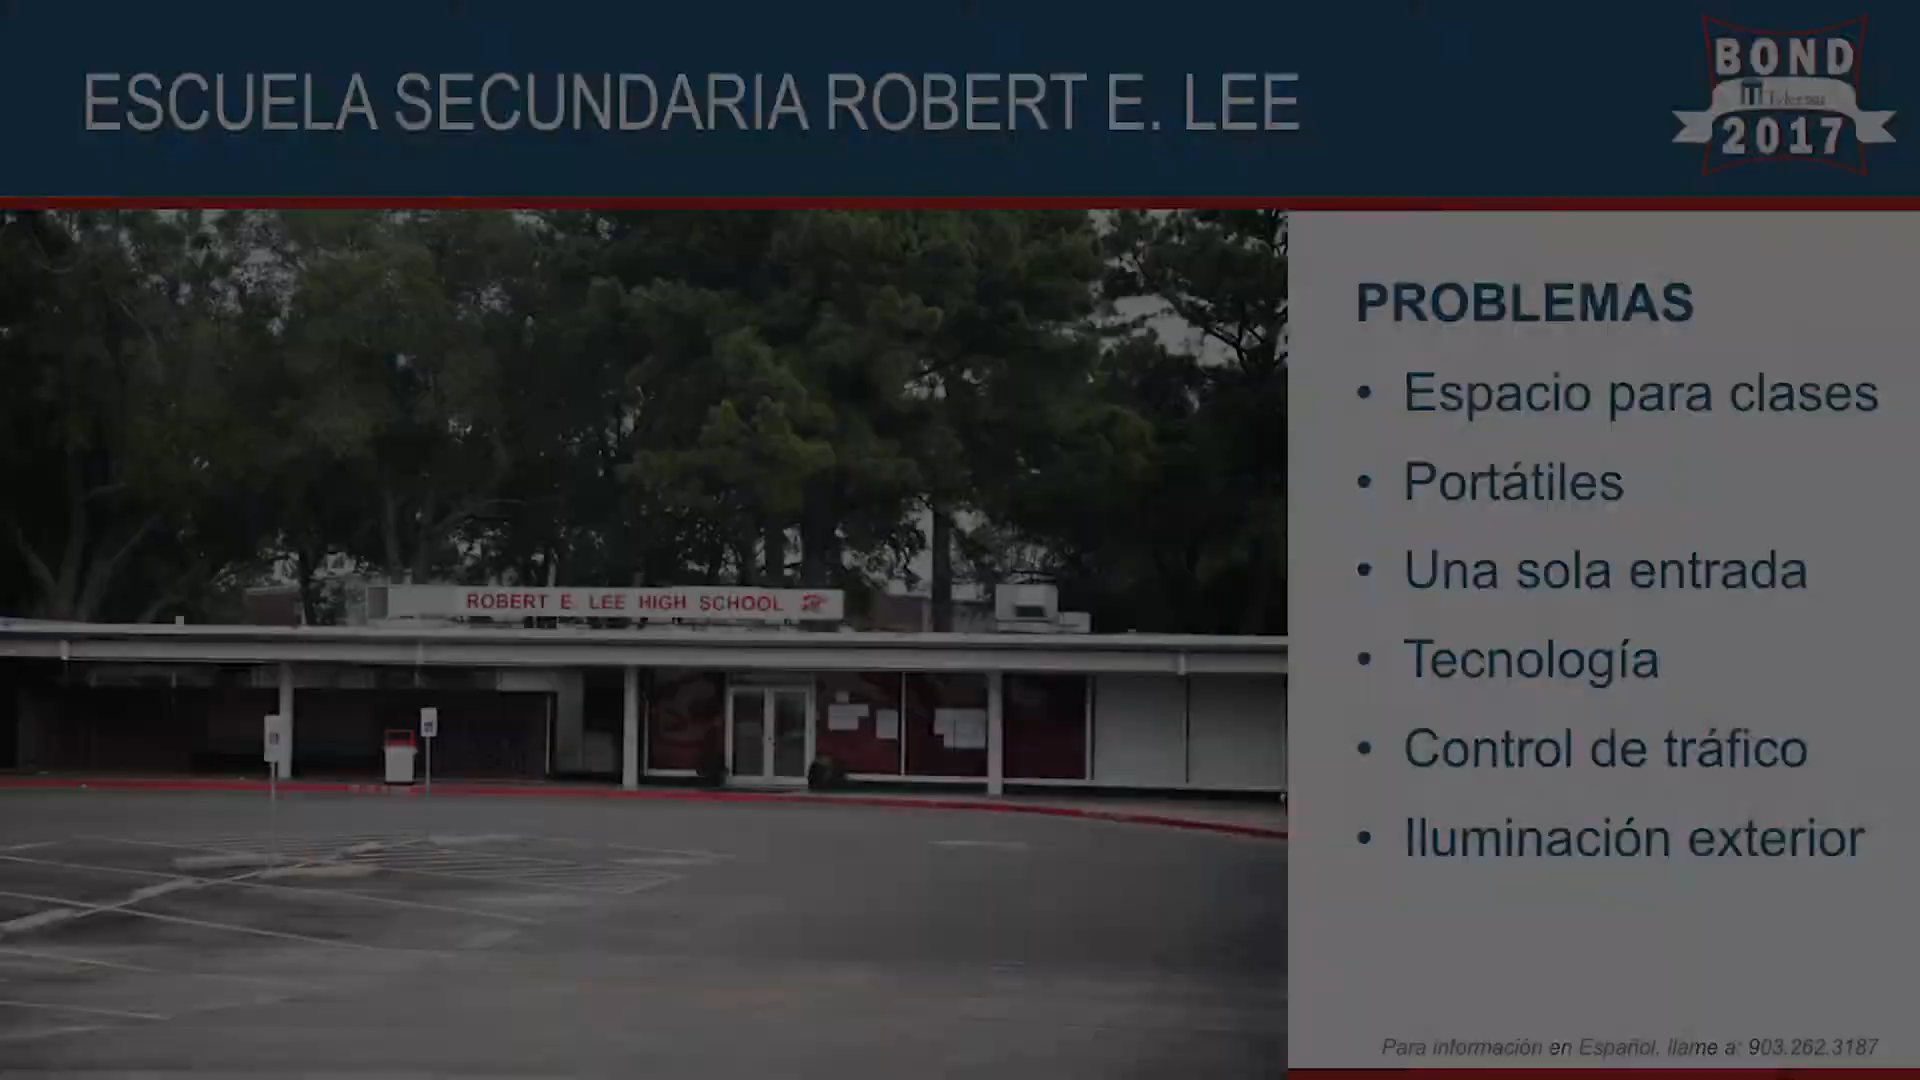 ESCUELA SECUNDARIA ROBERT E. LEE
BOND
2017
ROBERT E. LEE HIGH SCHOOL
PROBLEMAS
• Espacio para clases
• Portátiles
• Una sola entrada
• Tecnología
• Control de tráfico
• Iluminación exterior
Para información en Español, llame a: 903.262.3187